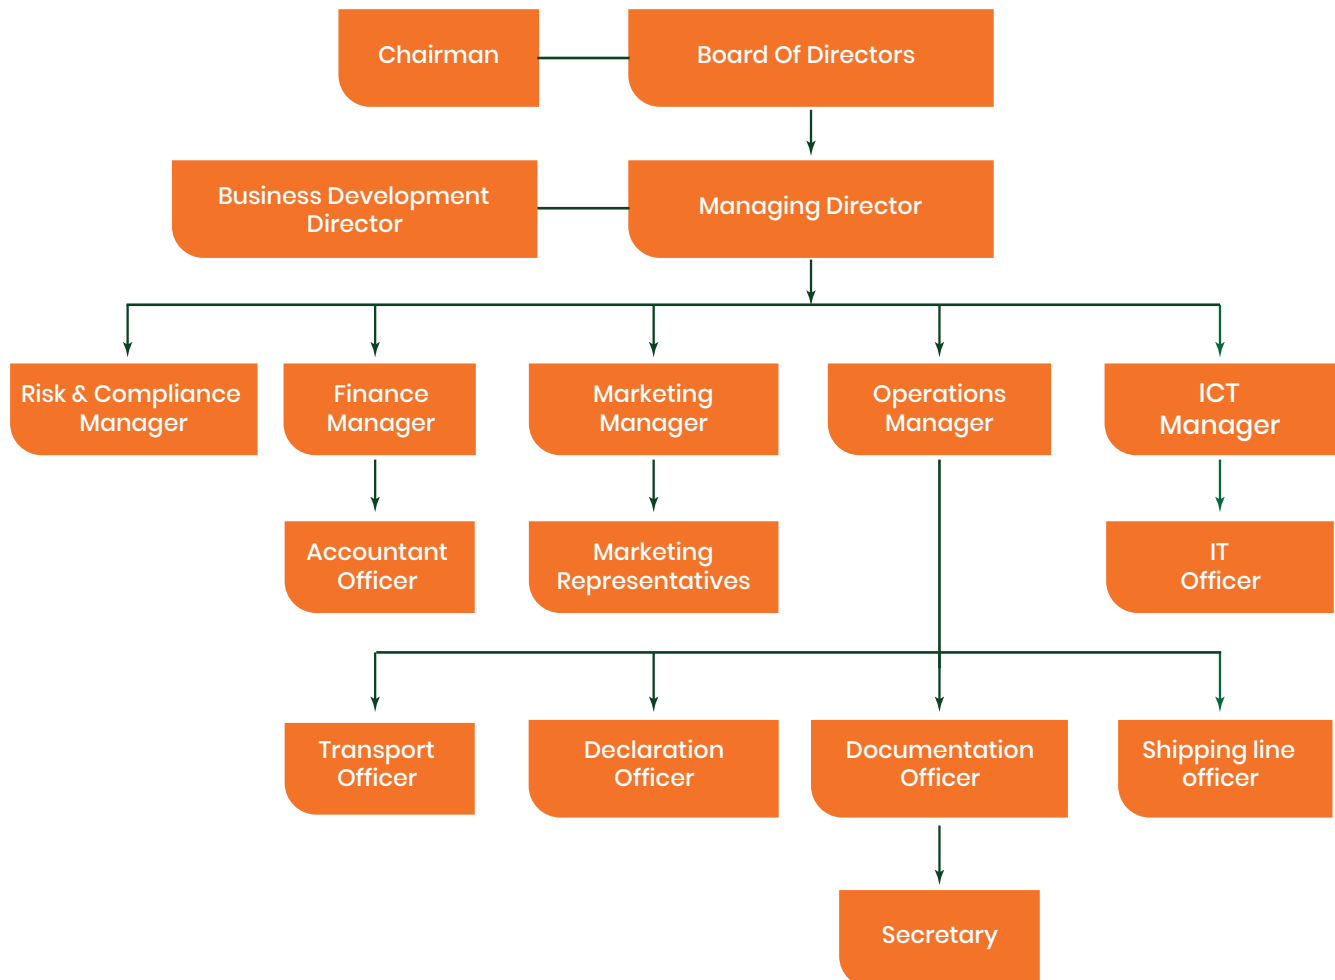 Chairman
Board Of Directors
Business Development
Director
Managing Director
Risk & Compliance
Manager
Finance
Manager
Marketing
Manager
Operations
Manager
ICT
Manager
Accountant
Officer
Marketing
Representatives
IT
Officer
Transport
Officer
Declaration
Officer
Documentation
Officer
Shipping line
officer
Secretary